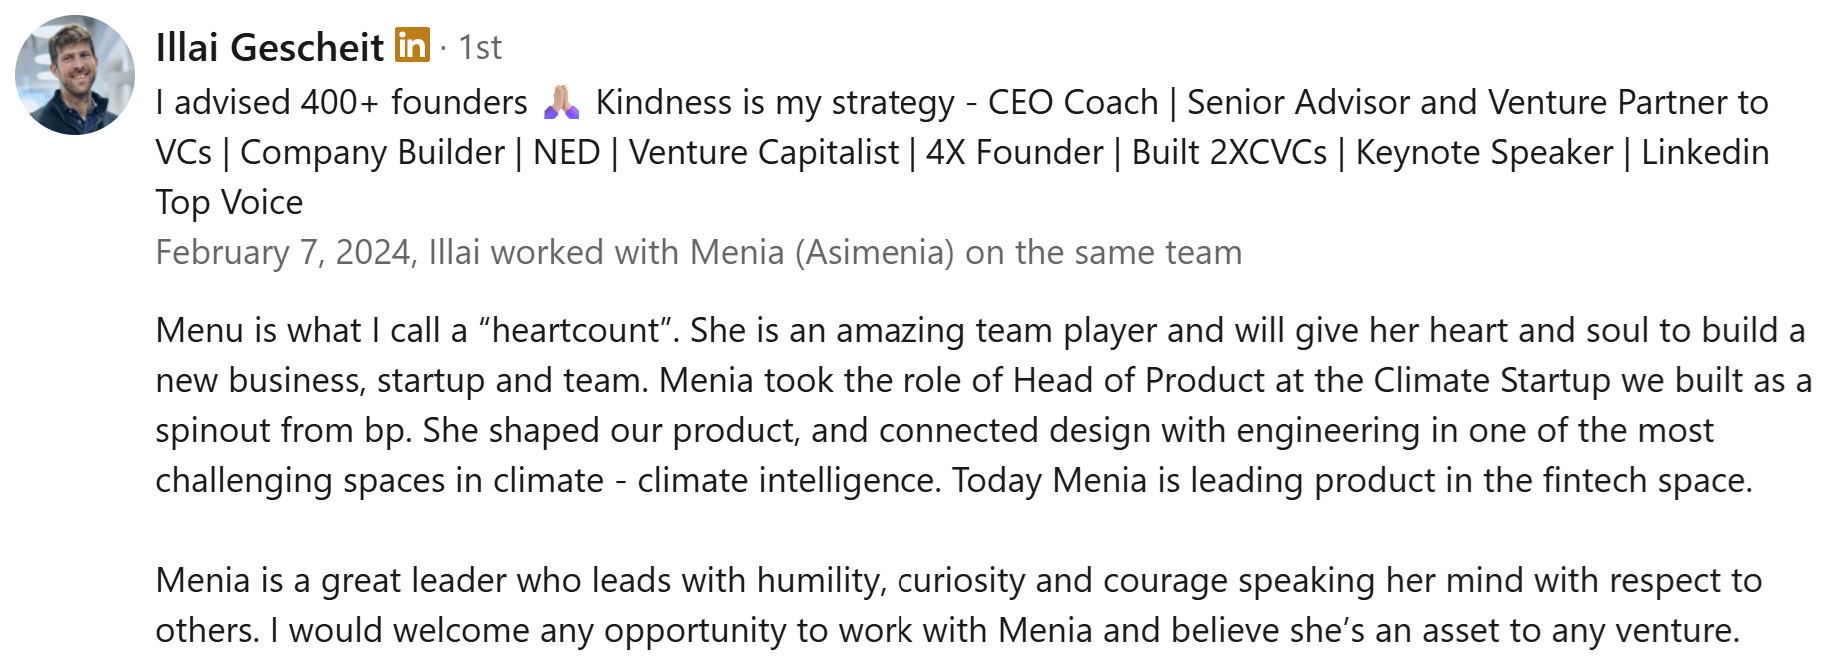 Illai Gescheit in · 1st
I advised 400+ founders 🙏🏼 Kindness is my strategy - CEO Coach | Senior Advisor and Venture Partner to
VCs | Company Builder | NED | Venture Capitalist | 4X Founder | Built 2XCVCs | Keynote Speaker | Linkedin
Top Voice
February 7, 2024, Illai worked with Menia (Asimenia) on the same team
Menu is what I call a “heartcount”. She is an amazing team player and will give her heart and soul to build a
new business, startup and team. Menia took the role of Head of Product at the Climate Startup we built as a
spinout from bp. She shaped our product, and connected design with engineering in one of the most
challenging spaces in climate - climate intelligence. Today Menia is leading product in the fintech space.
Menia is a great leader who leads with humility, curiosity and courage speaking her mind with respect to
others. I would welcome any opportunity to work with Menia and believe she’s an asset to any venture.